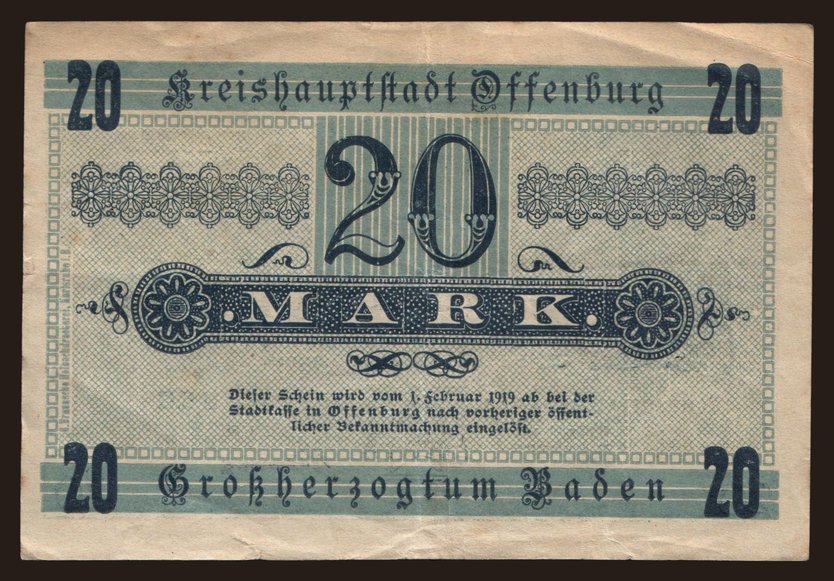 20 Kreishauptstadt Offenburg 20
20
.MARK.
Dieser Schein wird vom 1. Februar 1919 ab bei der
Stadtkasse in Offenburg nach vorheriger öffent-
licher Bekanntmachung eingelöst.
20 Großherzogtum Baden 20